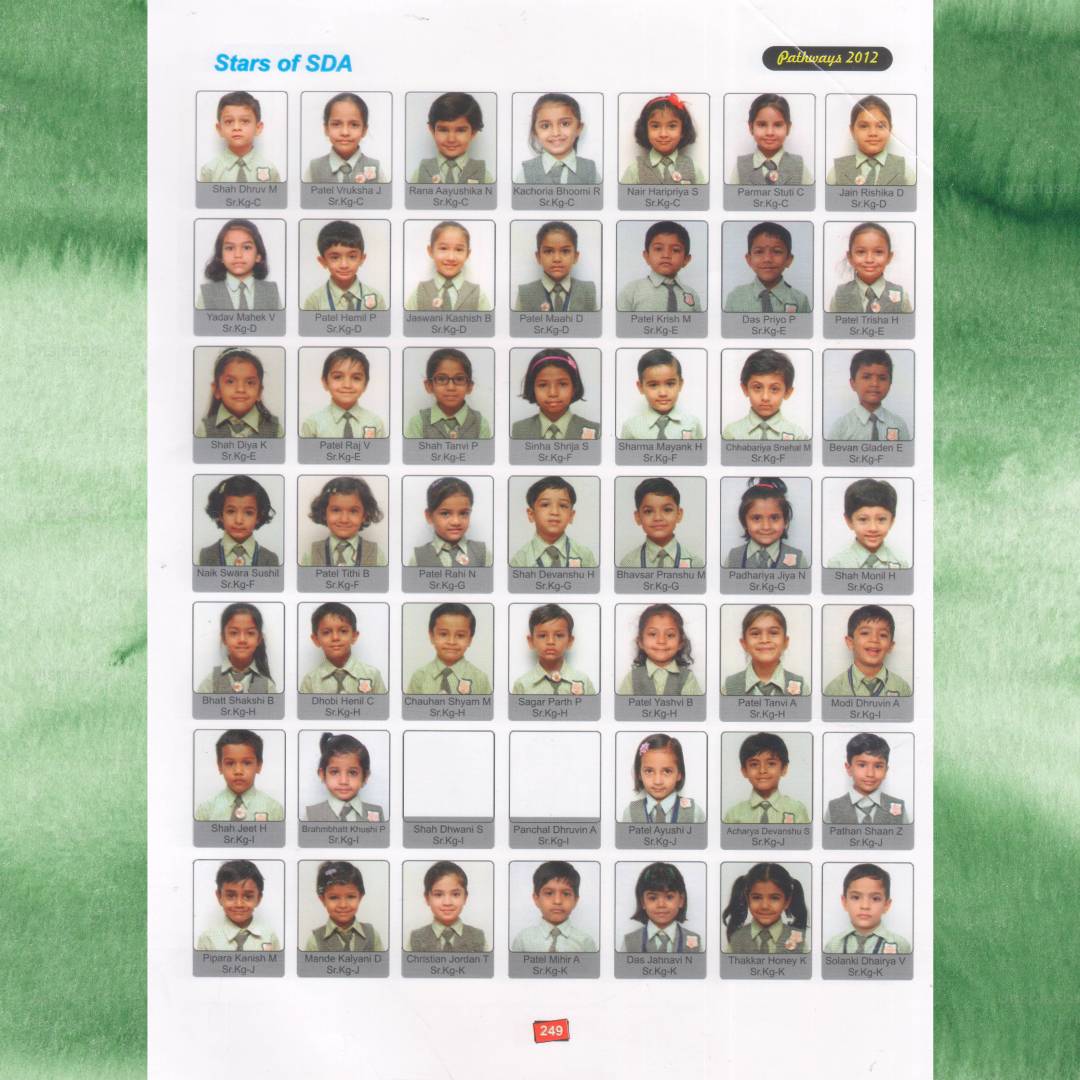 Stars of SDA
Pathways 2012
Shah Dhruv M
Sr.Kg-C
Patel Vruksha J
Sr.Kg-C
Rana Aayushika N
Sr.Kg-C
Kachoria Bhoomi R
Sr.Kg-C
Nair Haripriya S
Sr.Kg-C
Parmar Stuti C
Sr.Kg-C
Jain Rishika D
Sr.Kg-D
Yadav Mahek V
Sr.Kg-D
Patel Hemil P
Sr.Kg-D
Jaswani Kashish B
Sr.Kg-D
Patel Maahi D
Sr.Kg-D
Patel Krish M
Sr.Kg-E
Das Priyo P
Sr.Kg-E
Patel Trisha H
Sr.Kg-E
Shah Diya K
Sr.Kg-E
Patel Raj V
Sr.Kg-E
Shah Tanvi P
Sr.Kg-E
Sinha Shrija S
Sr.Kg-F
Sharma Mayank H
Sr.Kg-F
Chhabariya Snehal M
Sr.Kg-F
Bevan Gladen E
Sr.Kg-F
Naik Swara Sushil
Sr.Kg-F
Patel Tithi B
Sr.Kg-F
Patel Rahi N
Sr.Kg-G
Shah Devanshu H
Sr.Kg-G
Bhavsar Pranshu M
Sr.Kg-G
Padhariya Jiya N
Sr.Kg-G
Shah Monil H
Sr.Kg-G
Bhatt Shakshi B
Sr.Kg-H
Dhobi Henil C
Sr.Kg-H
Chauhan Shyam M
Sr.Kg-H
Sagar Parth P
Sr.Kg-H
Patel Yashvi B
Sr.Kg-H
Patel Tanvi A
Sr.Kg-H
Modi Dhruvin A
Sr.Kg-I
Shah Jeet H
Sr.Kg-I
Brahmbhatt Khushi P
Sr.Kg-I
Shah Dhwani S
Sr.Kg-I
Panchal Dhruvin A
Sr.Kg-I
Patel Ayushi J
Sr.Kg-J
Acharya Devanshu S
Sr.Kg-J
Pathan Shaan Z
Sr.Kg-J
Pipara Kanish M
Sr.Kg-J
Mande Kalyani D
Sr.Kg-J
Christian Jordan T
Sr.Kg-K
Patel Mihir A
Sr.Kg-K
Das Jahnavi N
Sr.Kg-K
Thakkar Honey K
Sr.Kg-K
Solanki Dhairya V
Sr.Kg-K
249